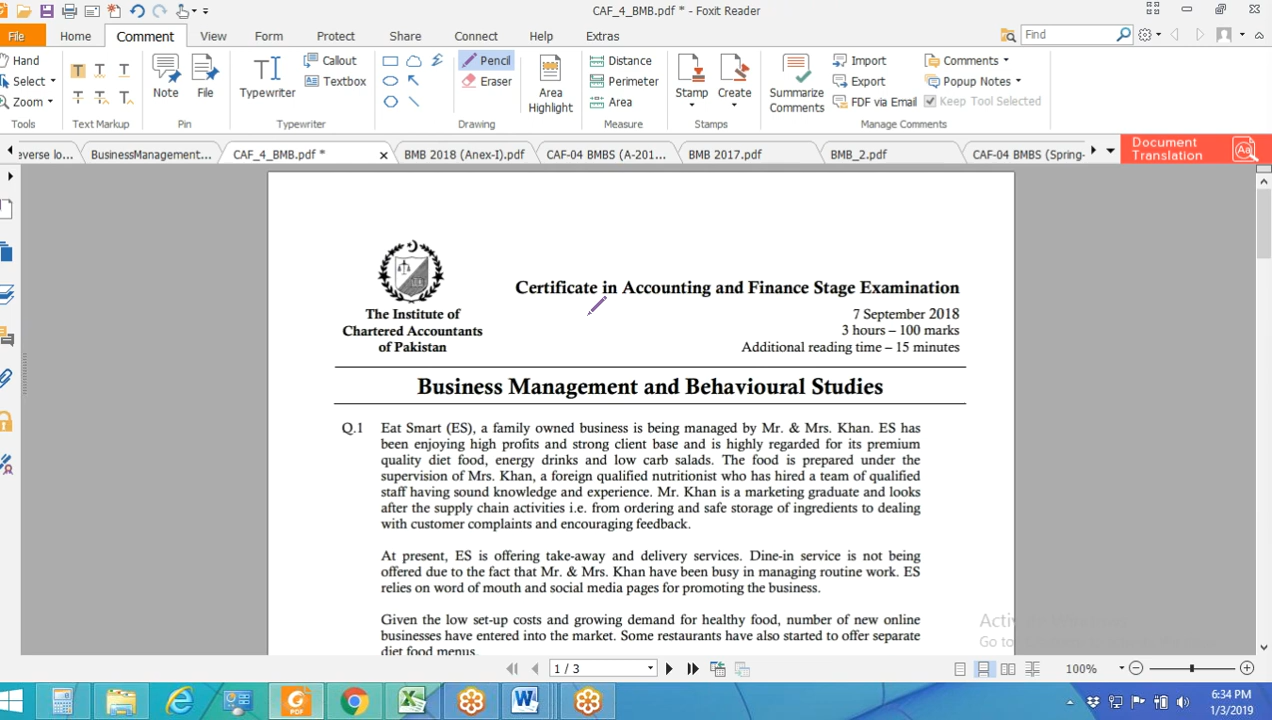 CAF_4_BMB.pdf * - Foxit Reader
File Home Comment View Form Protect Share Connect Help Extras Find
Hand
Select
Zoom
Tools
T T T
T T T
Text Markup
Note File
Pin
Typewriter
Callout
Textbox
Typewriter
Pencil
Eraser
Drawing
Area Highlight
Distance
Perimeter
Area
Measure
Stamp Create
Stamps
Summarize Comments
Import
Export
FDF via Email
Comments
Popup Notes
Keep Tool Selected
Manage Comments
everse lo... BusinessManagement... CAF_4_BMB.pdf * BMB 2018 (Anex-I).pdf CAF-04 BMBS (A-201... BMB 2017.pdf BMB_2.pdf CAF-04 BMBS (Spring-
Document
Translation
The Institute of
Chartered Accountants
of Pakistan
Certificate in Accounting and Finance Stage Examination
7 September 2018
3 hours – 100 marks
Additional reading time – 15 minutes
Business Management and Behavioural Studies
Q.1 Eat Smart (ES), a family owned business is being managed by Mr. & Mrs. Khan. ES has
been enjoying high profits and strong client base and is highly regarded for its premium
quality diet food, energy drinks and low carb salads. The food is prepared under the
supervision of Mrs. Khan, a foreign qualified nutritionist who has hired a team of qualified
staff having sound knowledge and experience. Mr. Khan is a marketing graduate and looks
after the supply chain activities i.e. from ordering and safe storage of ingredients to dealing
with customer complaints and encouraging feedback.
At present, ES is offering take-away and delivery services. Dine-in service is not being
offered due to the fact that Mr. & Mrs. Khan have been busy in managing routine work. ES
relies on word of mouth and social media pages for promoting the business.
Given the low set-up costs and growing demand for healthy food, number of new online
businesses have entered into the market. Some restaurants have also started to offer separate
diet food menus.
1 / 3
100%
6:34 PM
1/3/2019